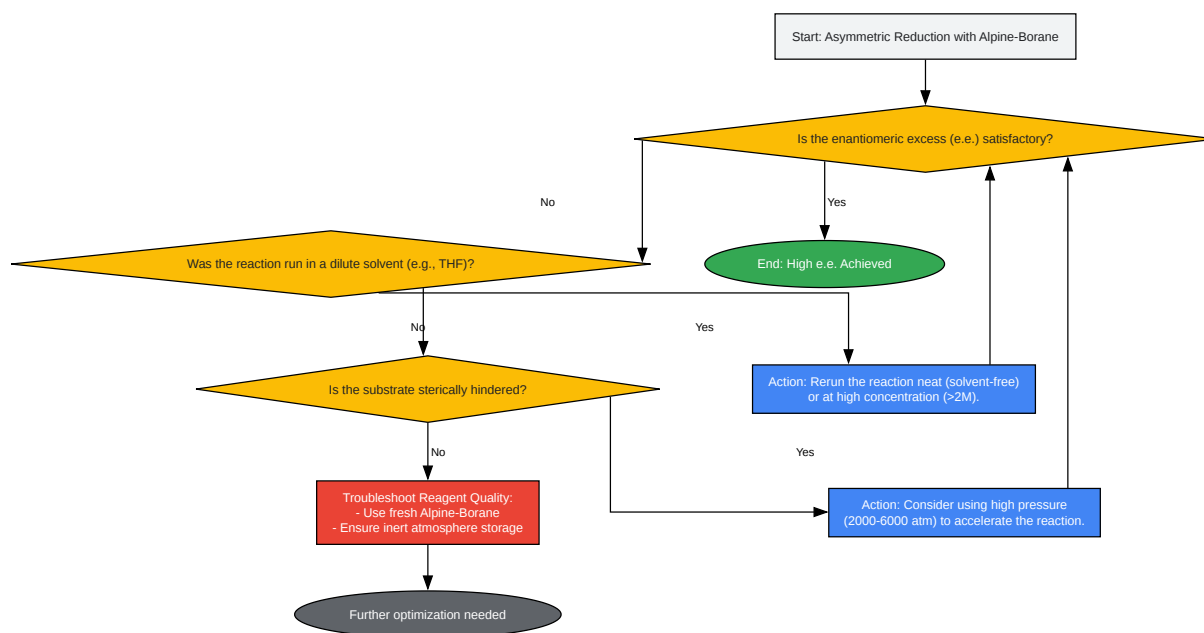 Start: Asymmetric Reduction with Alpine-Borane
Is the enantiomeric excess (e.e.) satisfactory?
No
Yes
Was the reaction run in a dilute solvent (e.g., THF)?
End: High e.e. Achieved
No
Yes
Is the substrate sterically hindered?
Action: Rerun the reaction neat (solvent-free)
or at high concentration (>2M).
No
Yes
Troubleshoot Reagent Quality:
- Use fresh Alpine-Borane
- Ensure inert atmosphere storage
Action: Consider using high pressure
(2000-6000 atm) to accelerate the reaction.
Further optimization needed